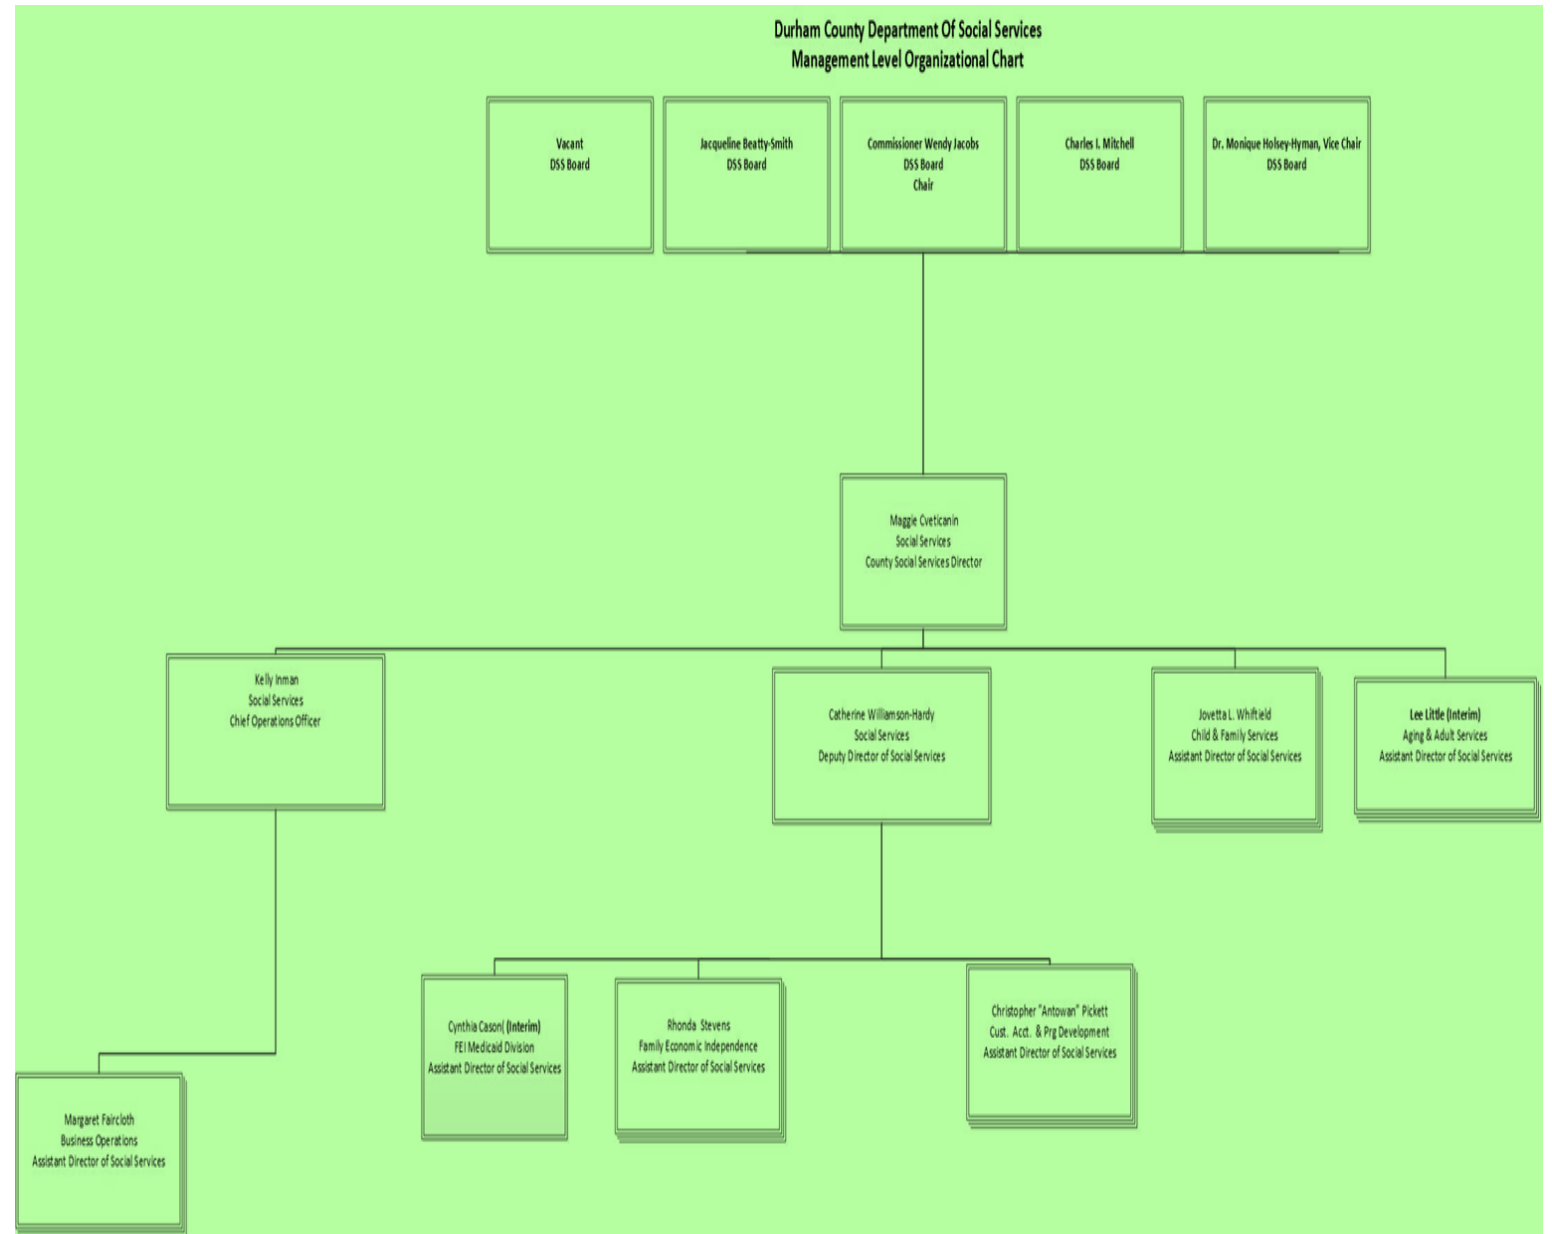 Durham County Department Of Social Services
Management Level Organizational Chart
Vacant
DSS Board
Jacqueline Beatty-Smith
DSS Board
Commissioner Wendy Jacobs
DSS Board
Chair
Charles I. Mitchell
DSS Board
Dr. Monique Holsey-Hyman, Vice Chair
DSS Board
Maggie Cveticanin
Social Services
County Social Services Director
Kelly Inman
Social Services
Chief Operations Officer
Catherine Williamson-Hardy
Social Services
Deputy Director of Social Services
Jovetta L. Whiftield
Child & Family Services
Assistant Director of Social Services
Lee Little (Interim)
Aging & Adult Services
Assistant Director of Social Services
Cynthia Cason( (Interim)
FEI Medicaid Division
Assistant Director of Social Services
Rhonda Stevens
Family Economic Independence
Assistant Director of Social Services
Christopher "Antowan" Pickett
Cust. Acct. & Prg Development
Assistant Director of Social Services
Margaret Faircloth
Business Operations
Assistant Director of Social Services